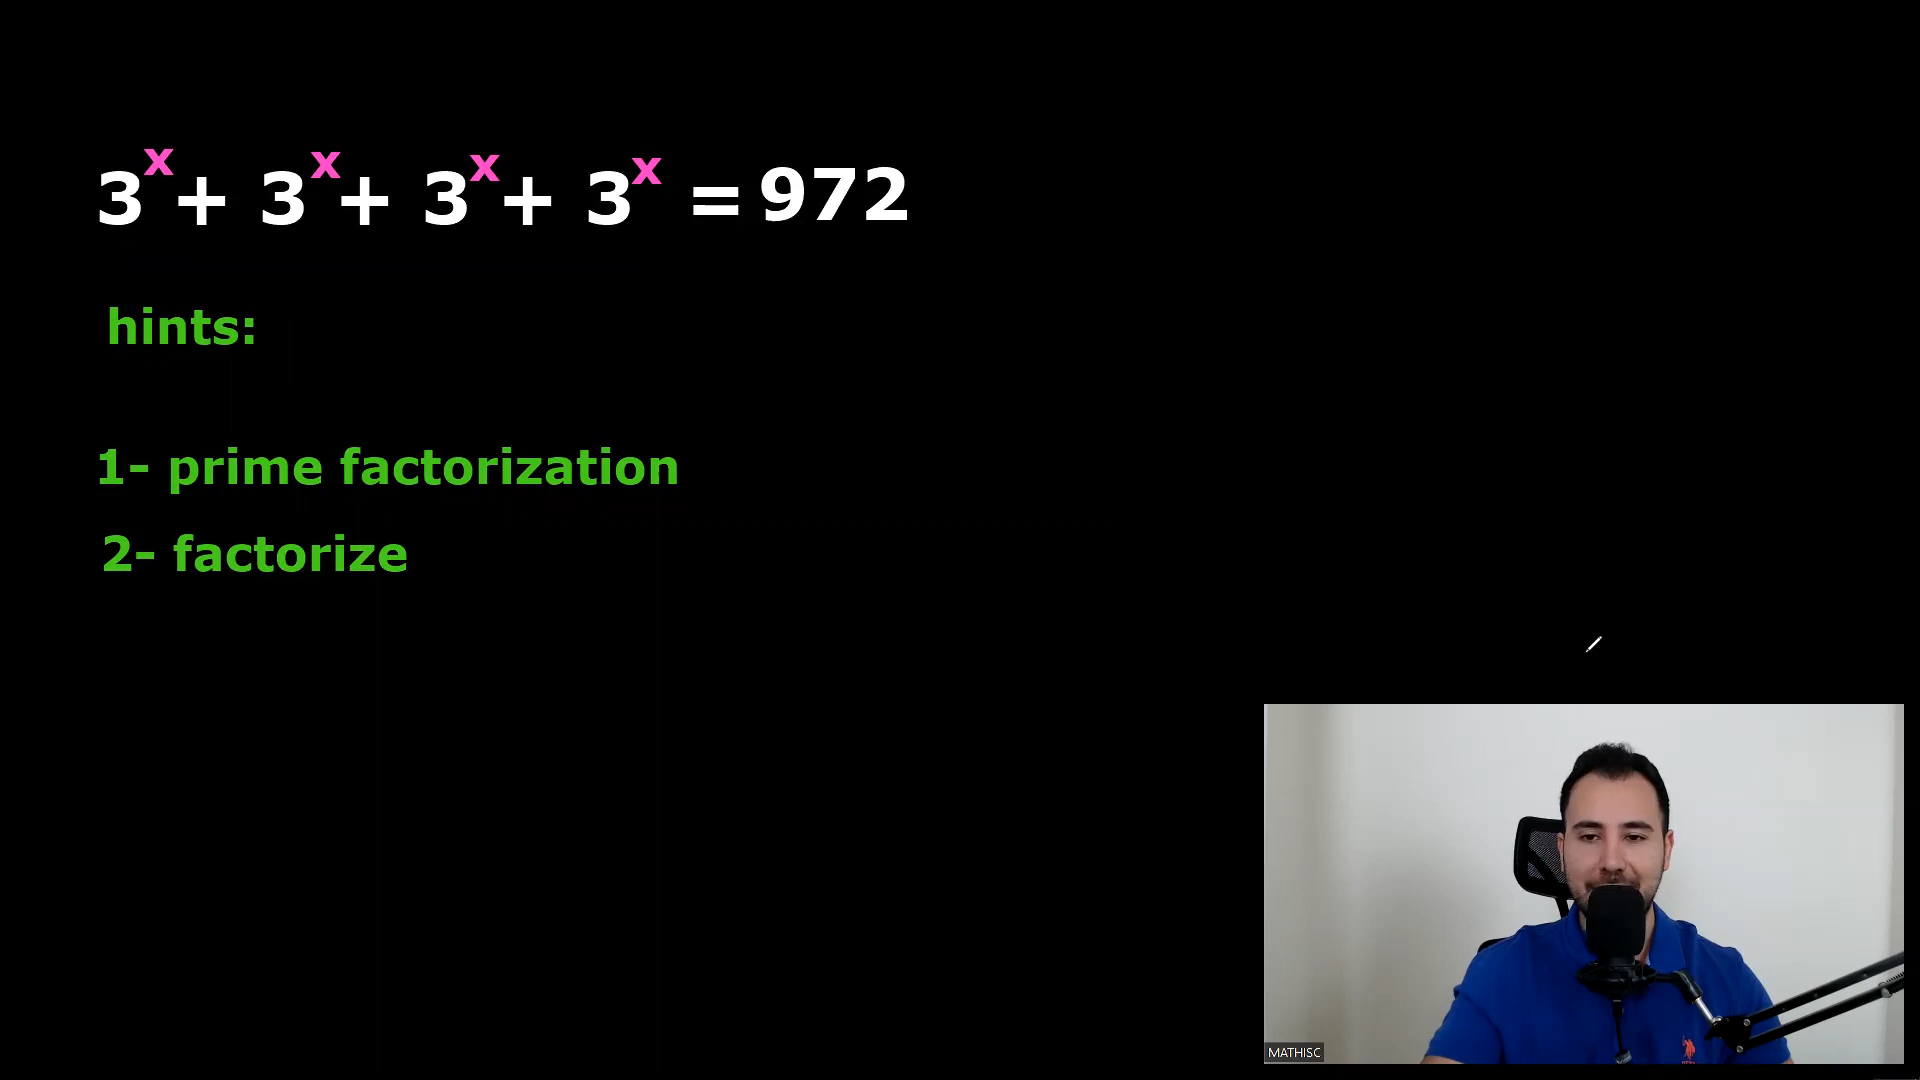 3ˣ + 3ˣ + 3ˣ + 3ˣ = 972
hints:
1- prime factorization
2- factorize
MATHISC